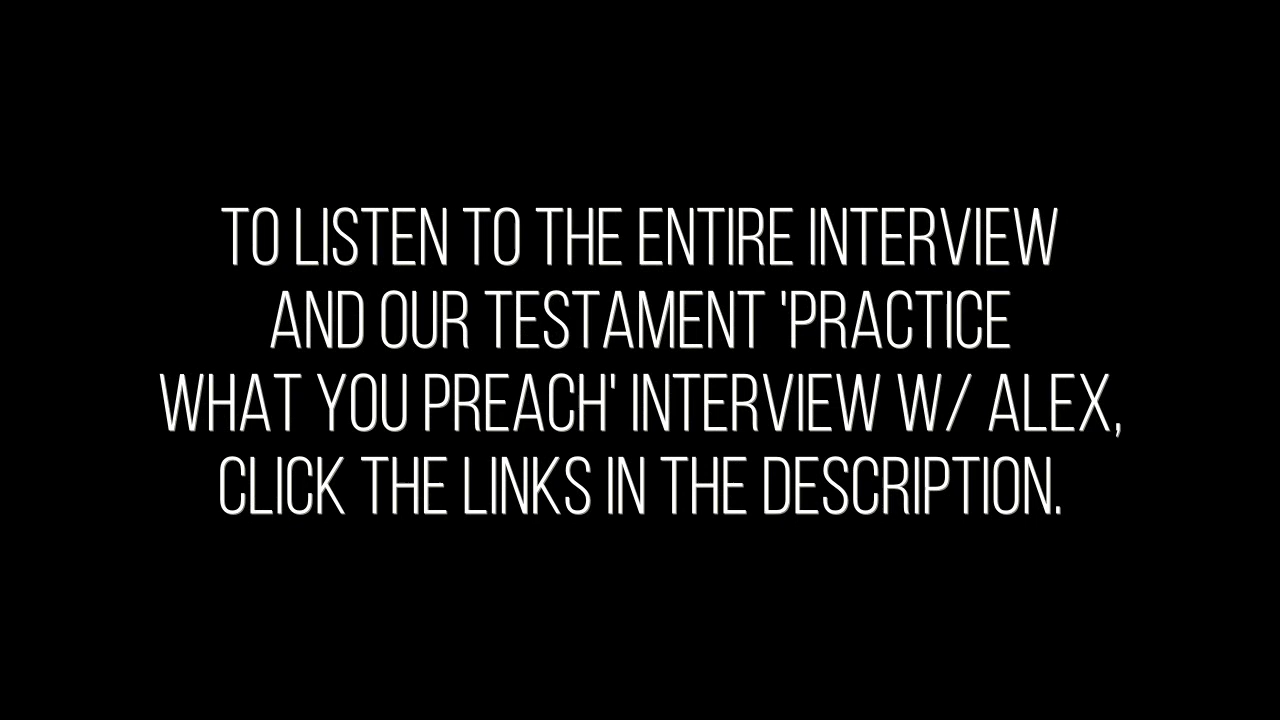 TO LISTEN TO THE ENTIRE INTERVIEW
AND OUR TESTAMENT 'PRACTICE
WHAT YOU PREACH' INTERVIEW W/ ALEX,
CLICK THE LINKS IN THE DESCRIPTION.